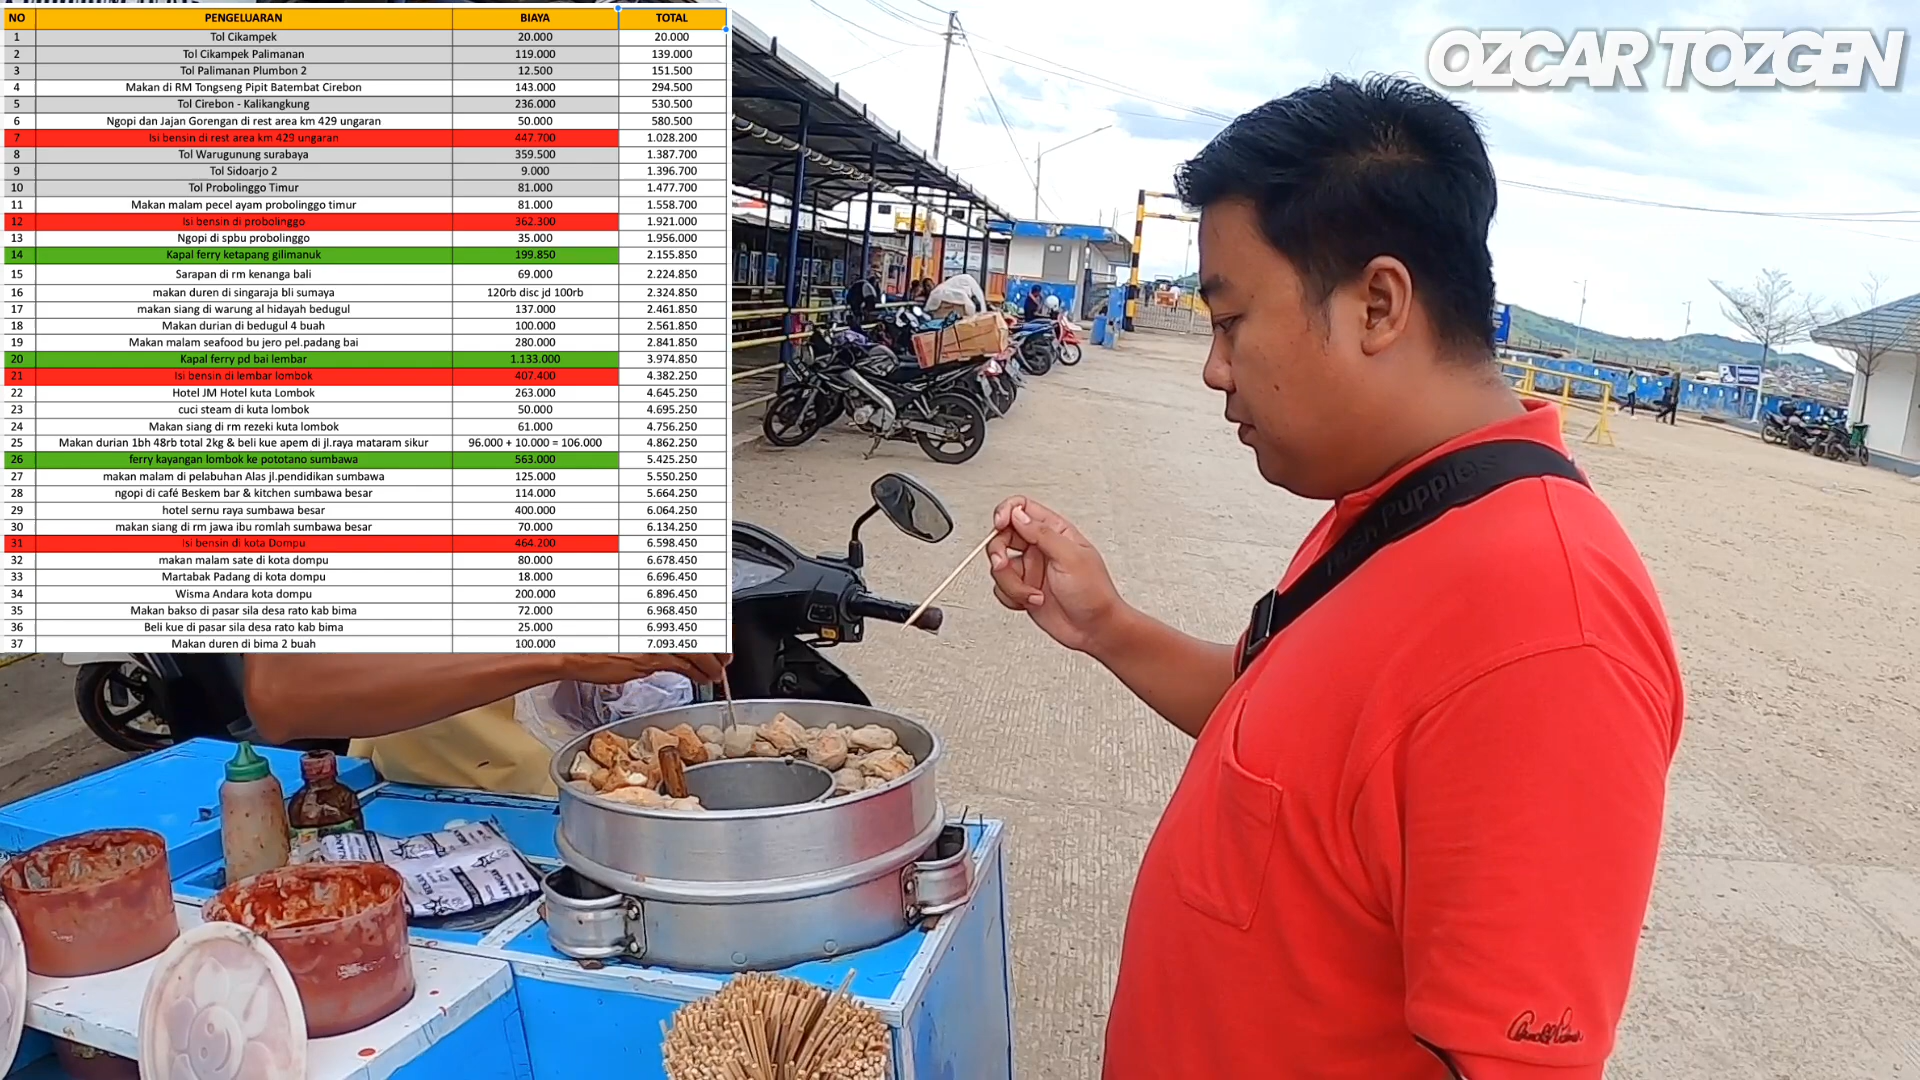 OZCAR TOZGEN
NO PENGELUARAN BIAYA TOTAL
1 Tol Cikampek 20.000 20.000
2 Tol Cikampek Palimanan 119.000 139.000
3 Tol Palimanan Plumbon 2 12.500 151.500
4 Makan di RM Tongseng Pipit Batembat Cirebon 143.000 294.500
5 Tol Cirebon - Kalikangkung 236.000 530.500
6 Ngopi dan Jajan Gorengan di rest area km 429 ungaran 50.000 580.500
7 Isi bensin di rest area km 429 ungaran 447.700 1.028.200
8 Tol Warugunung surabaya 359.500 1.387.700
9 Tol Sidoarjo 2 9.000 1.396.700
10 Tol Probolinggo Timur 81.000 1.477.700
11 Makan malam pecel ayam probolinggo timur 81.000 1.558.700
12 Isi bensin di probolinggo 362.300 1.921.000
13 Ngopi di spbu probolinggo 35.000 1.956.000
14 Kapal ferry ketapang gilimanuk 199.850 2.155.850
15 Sarapan di rm kenanga bali 69.000 2.224.850
16 makan duren di singaraja bli sumaya 120rb disc jd 100rb 2.324.850
17 makan siang di warung al hidayah bedugul 137.000 2.461.850
18 Makan durian di bedugul 4 buah 100.000 2.561.850
19 Makan malam seafood bu jero pel.padang bai 280.000 2.841.850
20 Kapal ferry pd bai lembar 1.133.000 3.974.850
21 Isi bensin di lembar lombok 407.400 4.382.250
22 Hotel JM Hotel kuta Lombok 263.000 4.645.250
23 cuci steam di kuta lombok 50.000 4.695.250
24 Makan siang di rm rezeki kuta lombok 61.000 4.756.250
25 Makan durian 1bh 48rb total 2kg & beli kue apem di jl.raya mataram sikur 96.000 + 10.000 = 106.000 4.862.250
26 ferry kayangan lombok ke pototano sumbawa 563.000 5.425.250
27 makan malam di pelabuhan Alas jl.pendidikan sumbawa 125.000 5.550.250
28 ngopi di café Beskem bar & kitchen sumbawa besar 114.000 5.664.250
29 hotel sernu raya sumbawa besar 400.000 6.064.250
30 makan siang di rm jawa ibu romlah sumbawa besar 70.000 6.134.250
31 Isi bensin di kota Dompu 464.200 6.598.450
32 makan malam sate di kota dompu 80.000 6.678.450
33 Martabak Padang di kota dompu 18.000 6.696.450
34 Wisma Andara kota dompu 200.000 6.896.450
35 Makan bakso di pasar sila desa rato kab bima 72.000 6.968.450
36 Beli kue di pasar sila desa rato kab bima 25.000 6.993.450
37 Makan duren di bima 2 buah 100.000 7.093.450
Hush Puppies